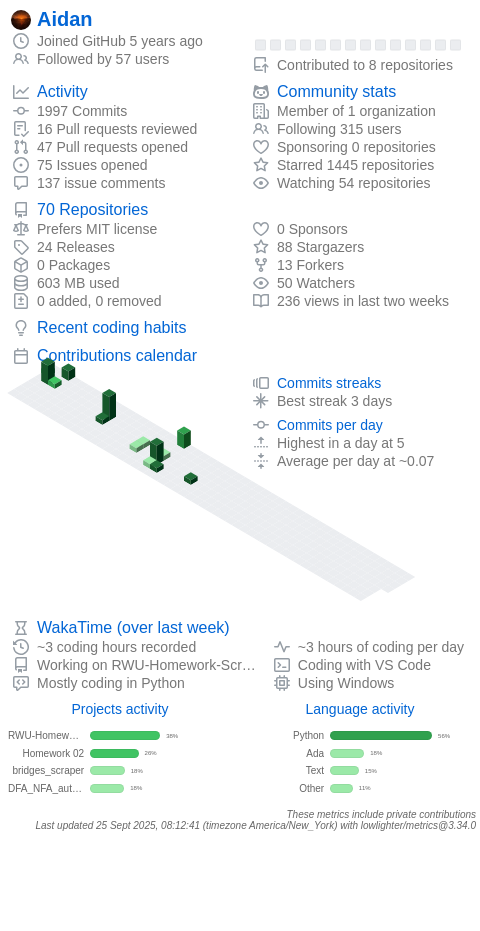 Aidan
Joined GitHub 5 years ago
Followed by 57 users
Contributed to 8 repositories
Activity
1997 Commits
16 Pull requests reviewed
47 Pull requests opened
75 Issues opened
137 issue comments
Community stats
Member of 1 organization
Following 315 users
Sponsoring 0 repositories
Starred 1445 repositories
Watching 54 repositories
70 Repositories
Prefers MIT license
24 Releases
0 Packages
603 MB used
0 added, 0 removed
0 Sponsors
88 Stargazers
13 Forkers
50 Watchers
236 views in last two weeks
Recent coding habits
Contributions calendar
Commits streaks
Best streak 3 days
Commits per day
Highest in a day at 5
Average per day at ~0.07
WakaTime (over last week)
~3 coding hours recorded
Working on RWU-Homework-Scr…
Mostly coding in Python
~3 hours of coding per day
Coding with VS Code
Using Windows
Projects activity
RWU-Homew… 38%
Homework 02 26%
bridges_scraper 18%
DFA_NFA_aut… 18%
Language activity
Python 56%
Ada 18%
Text 15%
Other 11%
These metrics include private contributions
Last updated 25 Sept 2025, 08:12:41 (timezone America/New_York) with lowlighter/metrics@3.34.0